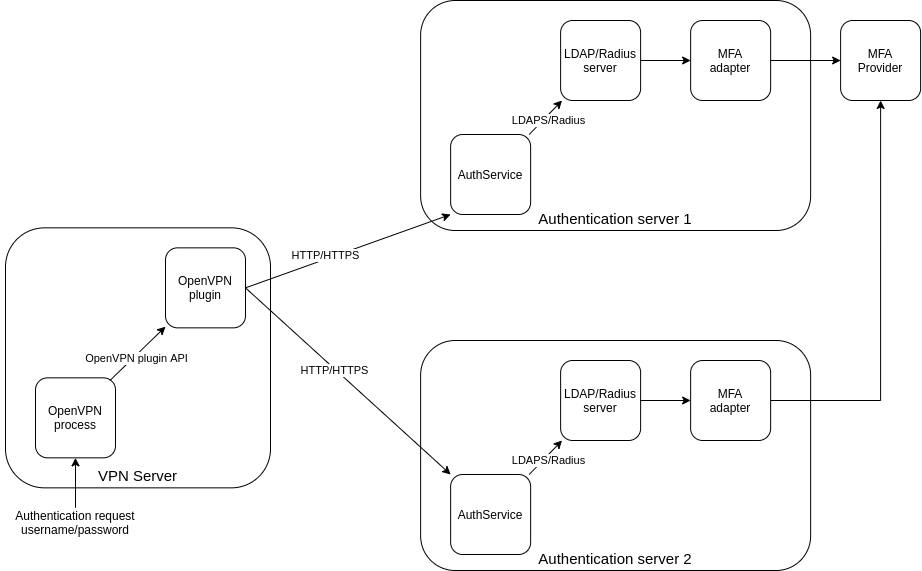 LDAP/Radius
server
MFA
adapter
MFA
Provider
LDAPS/Radius
AuthService
Authentication server 1
HTTP/HTTPS
OpenVPN
plugin
OpenVPN plugin API
OpenVPN
process
VPN Server
Authentication request
username/password
HTTP/HTTPS
LDAP/Radius
server
MFA
adapter
LDAPS/Radius
AuthService
Authentication server 2